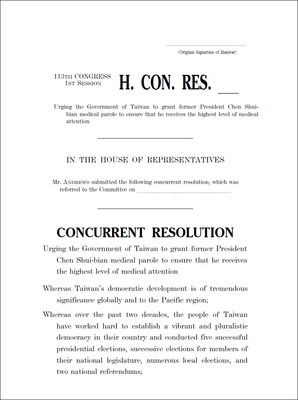 (Original Signature of Member)
113TH CONGRESS
1ST SESSION
H. CON. RES.
Urging the Government of Taiwan to grant former President Chen Shui-
bian medical parole to ensure that he receives the highest level of medical
attention
IN THE HOUSE OF REPRESENTATIVES
Mr. ANDREWS submitted the following concurrent resolution; which was
referred to the Committee on
CONCURRENT RESOLUTION
Urging the Government of Taiwan to grant former President
Chen Shui-bian medical parole to ensure that he receives
the highest level of medical attention
Whereas Taiwan's democratic development is of tremendous
significance globally and to the Pacific region;
Whereas over the past two decades, the people of Taiwan
have worked hard to establish a vibrant and pluralistic
democracy in their country and conducted five successful
presidential elections, successive elections for members of
their national legislature, numerous local elections, and
two national referendums;